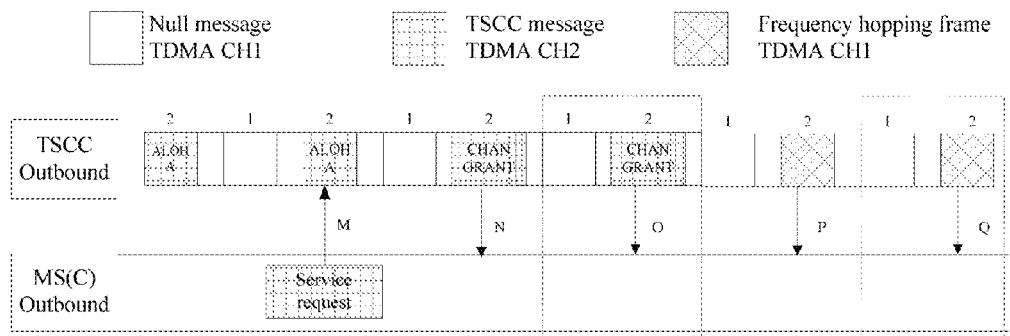 Null message
TDMA CH1
TSCC message
TDMA CH2
Frequency hopping frame
TDMA CH1
2 1 2 1 2 1 2 1 2 1 2
TSCC
Outbound
ALOH
A
ALOH
A
CHAN
GRANT
CHAN
GRANT
M
N
O
P
Q
MS(C)
Outbound
Service
request